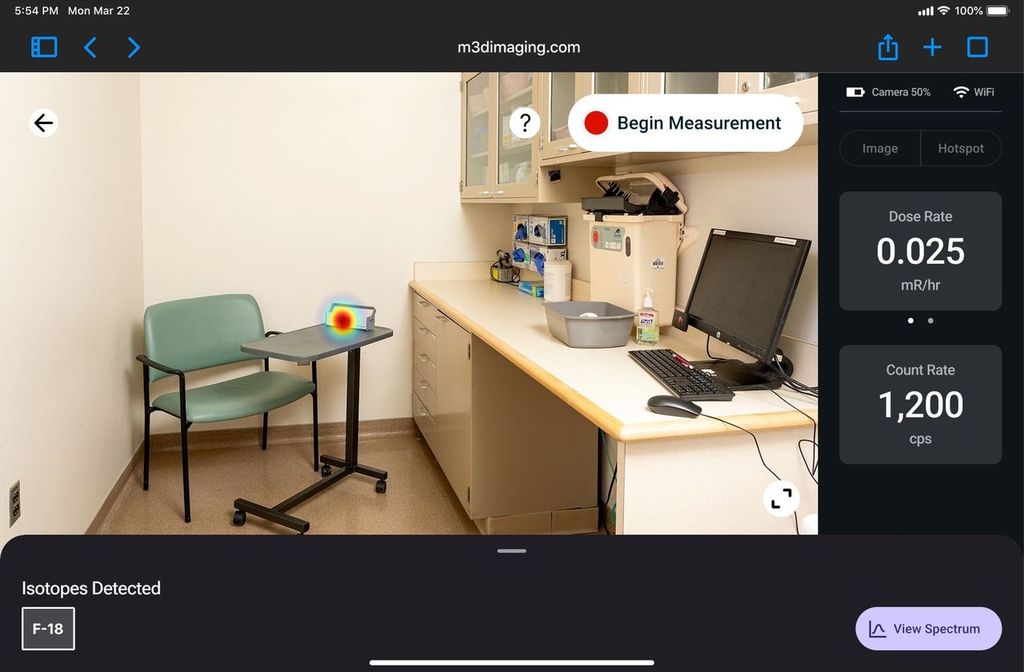 5:54 PM Mon Mar 22
100%
m3dimaging.com
?
Begin Measurement
Camera 50%
WiFi
Image
Hotspot
Dose Rate
0.025
mR/hr
Count Rate
1,200
cps
Isotopes Detected
F-18
View Spectrum